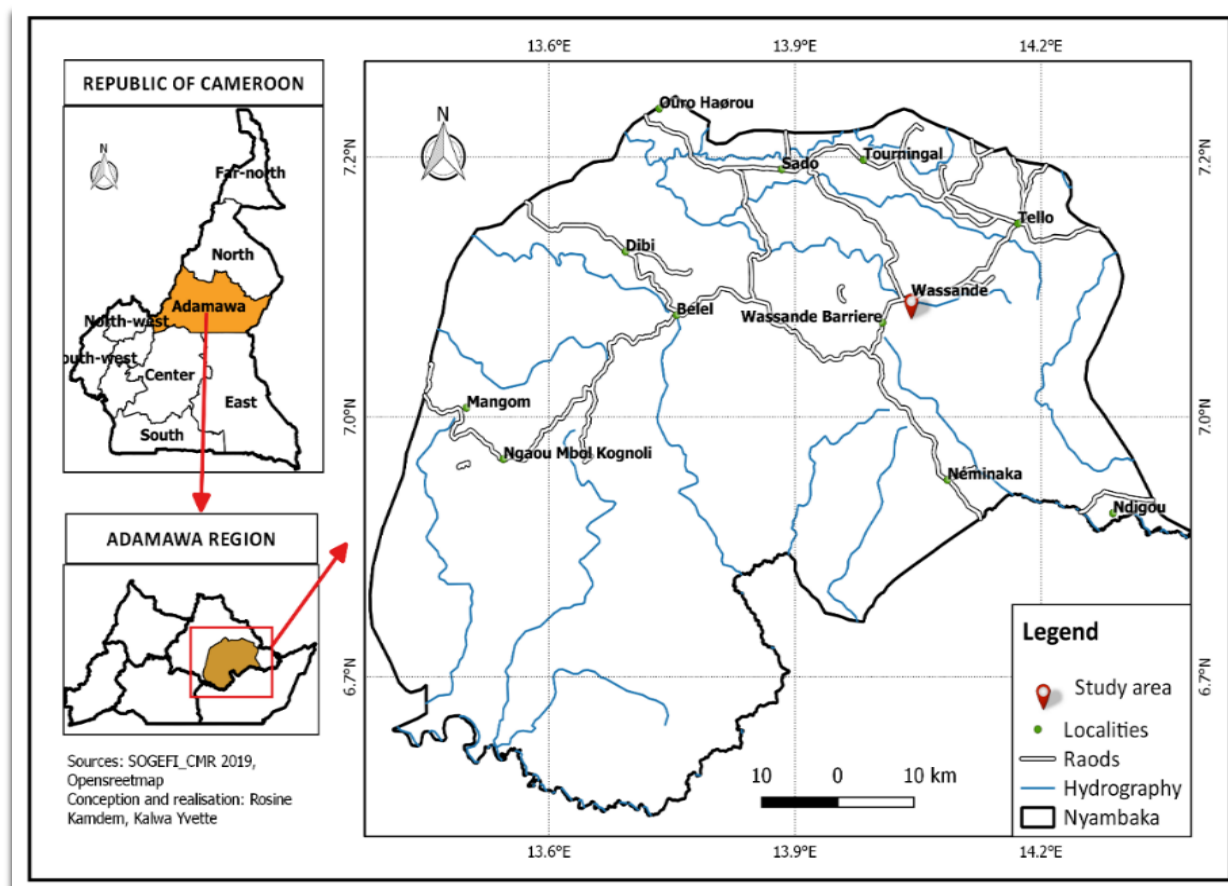 REPUBLIC OF CAMEROON
N
Far-north
North
Adamawa
North-west
outh-west
Center
East
South
ADAMAWA REGION
Sources: SOGEFI_CMR 2019,
Opensreetmap
Conception and realisation: Rosine
Kamdem, Kalwa Yvette
13.6°E 13.9°E 14.2°E
N
7.2°N 7.2°N
Ouro Haørou
Sado
Tourningal
Tello
Dibi
Wassande
Belel
Wassande Barriere
7.0°N 7.0°N
Mangom
Ngaou Mbol Kognoli
Néminaka
Ndigou
6.7°N 6.7°N
10 0 10 km
13.6°E 13.9°E 14.2°E
Legend
Study area
Localities
Raods
Hydrography
Nyambaka